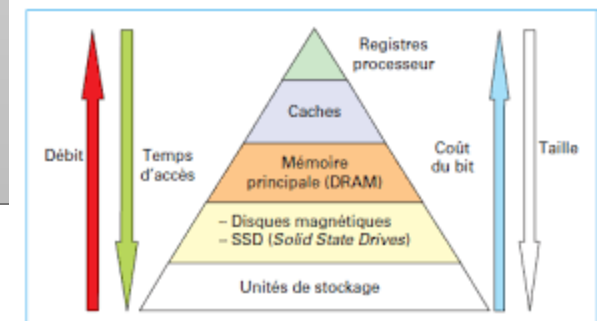 Registres
processeur
Caches
Débit
Temps
d'accès
Mémoire
principale (DRAM)
Coût
du bit
Taille
– Disques magnétiques
– SSD (Solid State Drives)
Unités de stockage